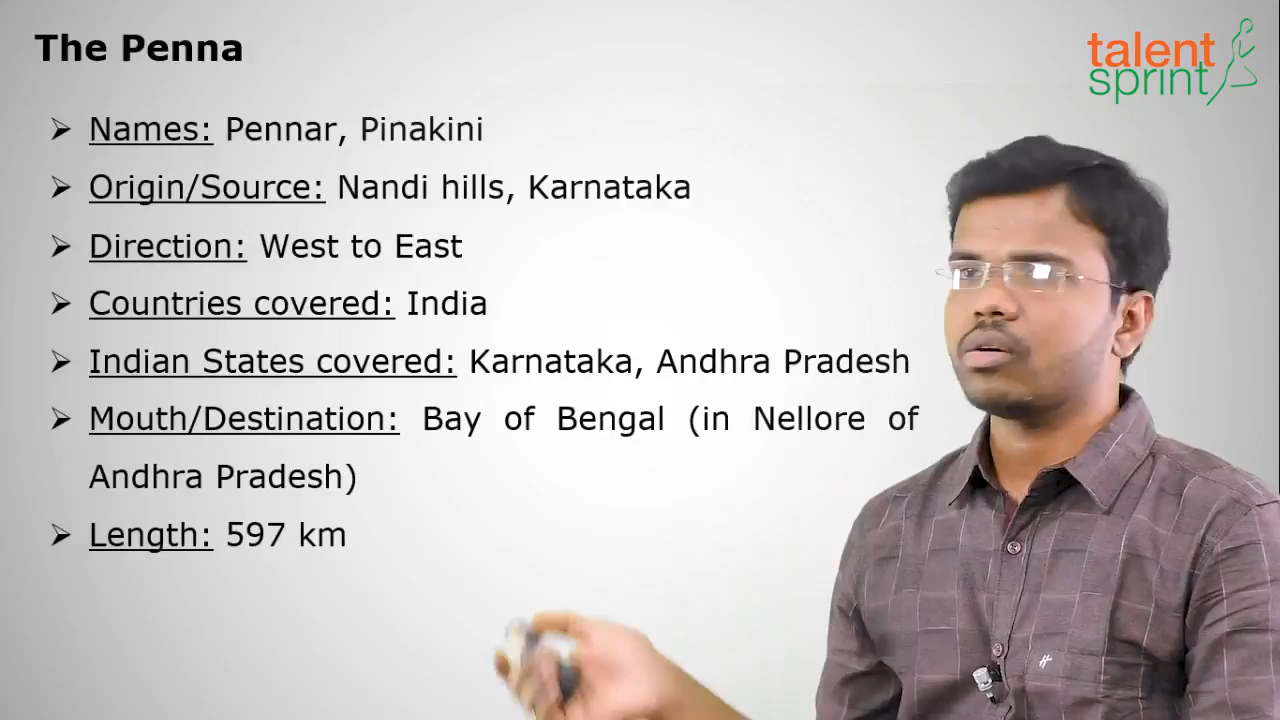 The Penna
talent
sprint
Names: Pennar, Pinakini
Origin/Source: Nandi hills, Karnataka
Direction: West to East
Countries covered: India
Indian States covered: Karnataka, Andhra Pradesh
Mouth/Destination: Bay of Bengal (in Nellore of
Andhra Pradesh)
Length: 597 km